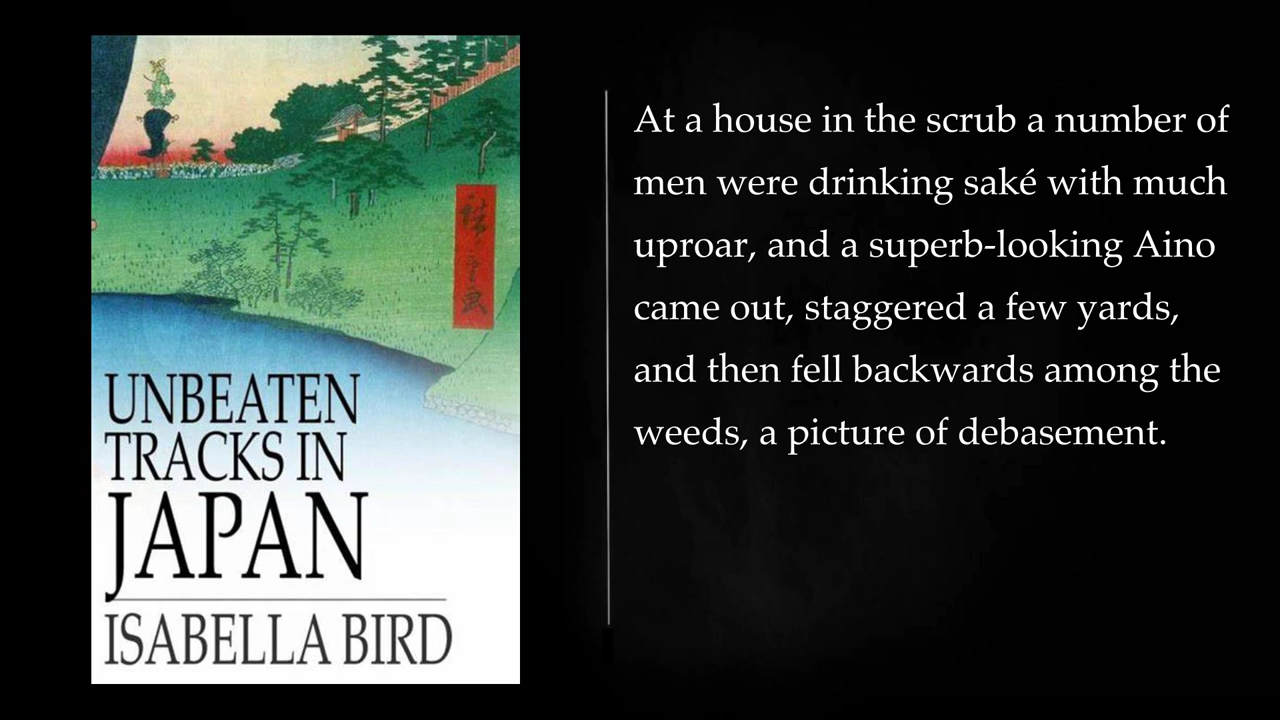 UNBEATEN
TRACKS IN
JAPAN
ISABELLA BIRD
At a house in the scrub a number of
men were drinking saké with much
uproar, and a superb-looking Aino
came out, staggered a few yards,
and then fell backwards among the
weeds, a picture of debasement.